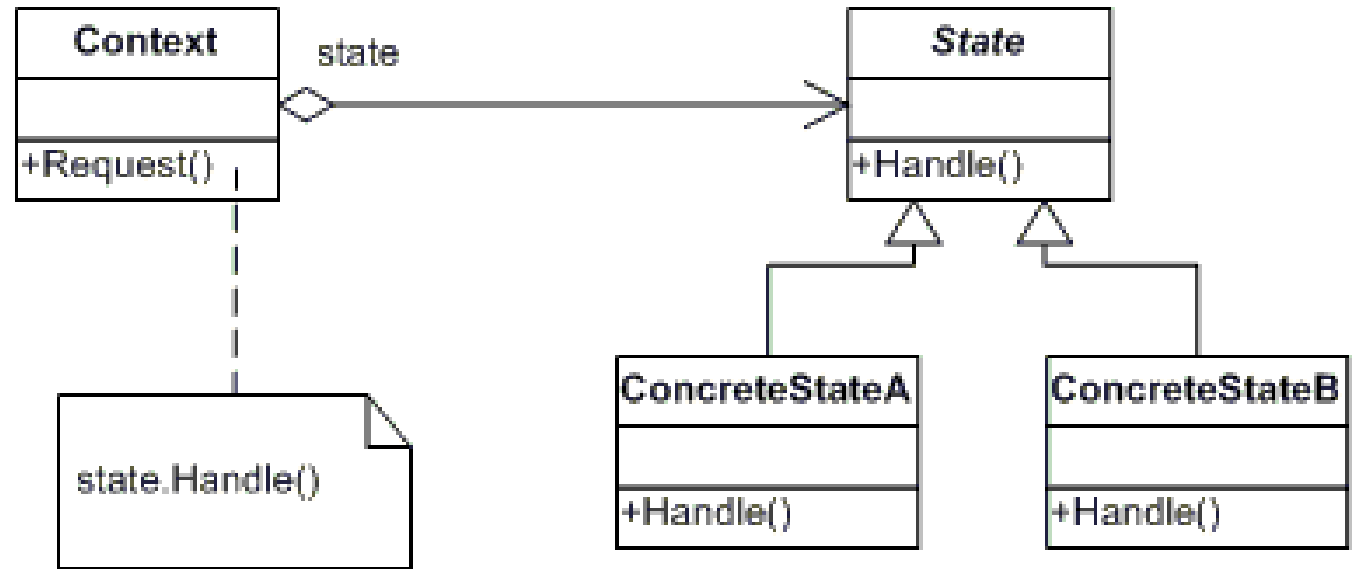 Context
state
State
+Request()
+Handle()
ConcreteStateA
ConcreteStateB
state.Handle()
+Handle()
+Handle()